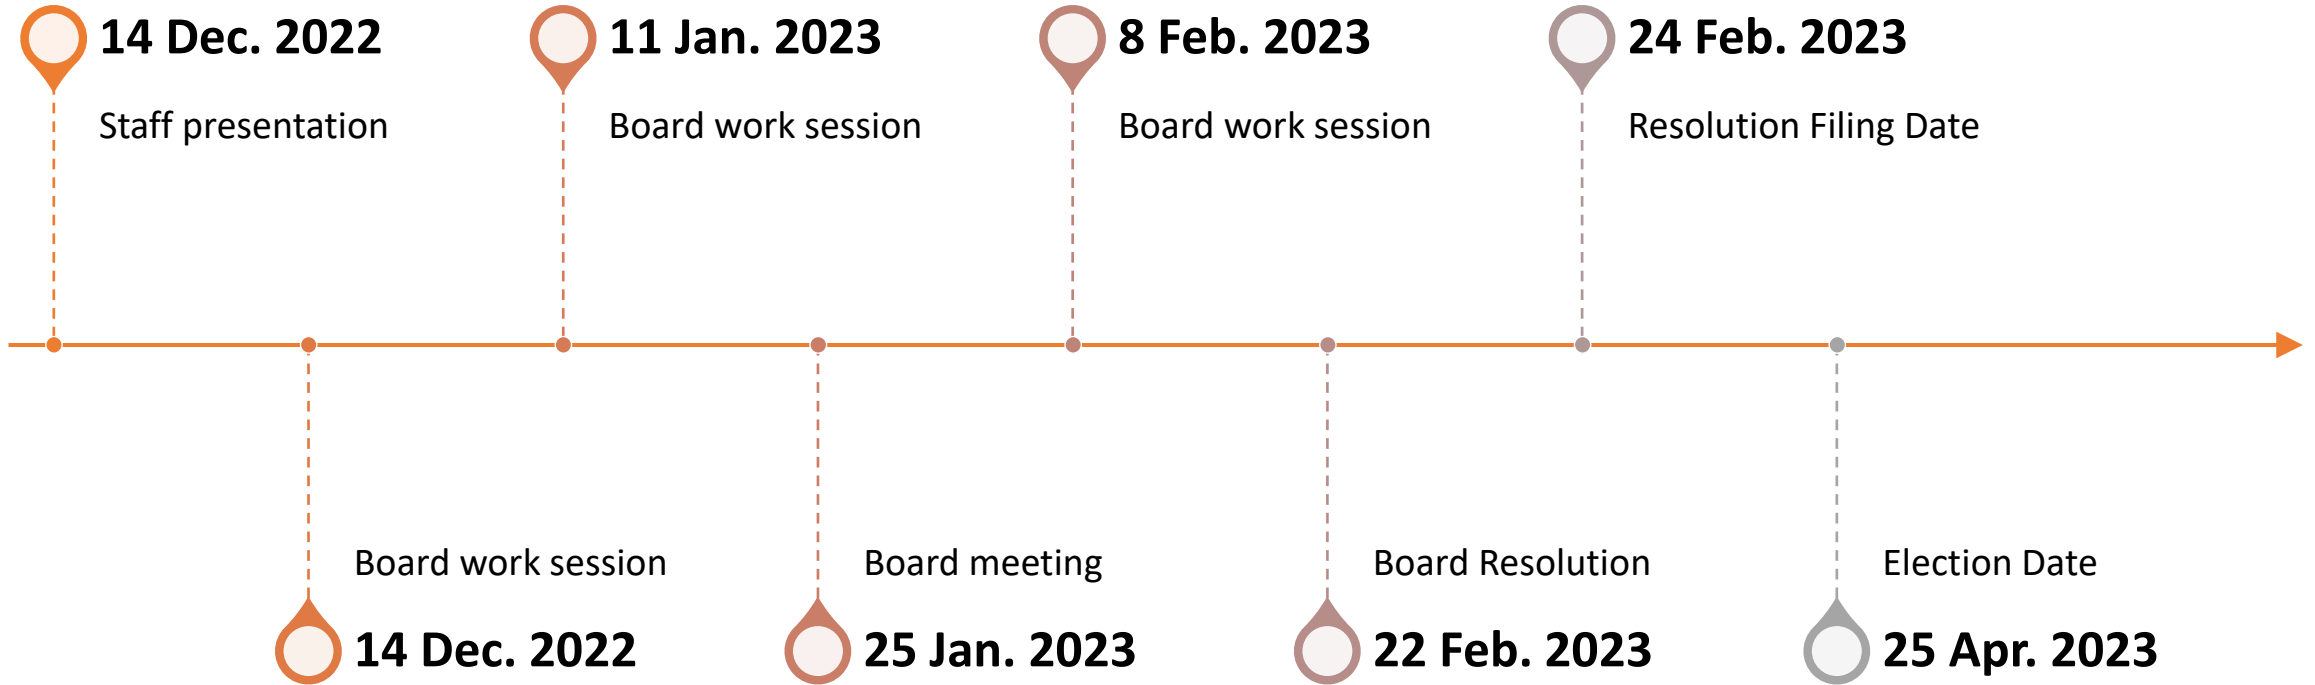 14 Dec. 2022
Staff presentation
11 Jan. 2023
Board work session
8 Feb. 2023
Board work session
24 Feb. 2023
Resolution Filing Date
Board work session
14 Dec. 2022
Board meeting
25 Jan. 2023
Board Resolution
22 Feb. 2023
Election Date
25 Apr. 2023